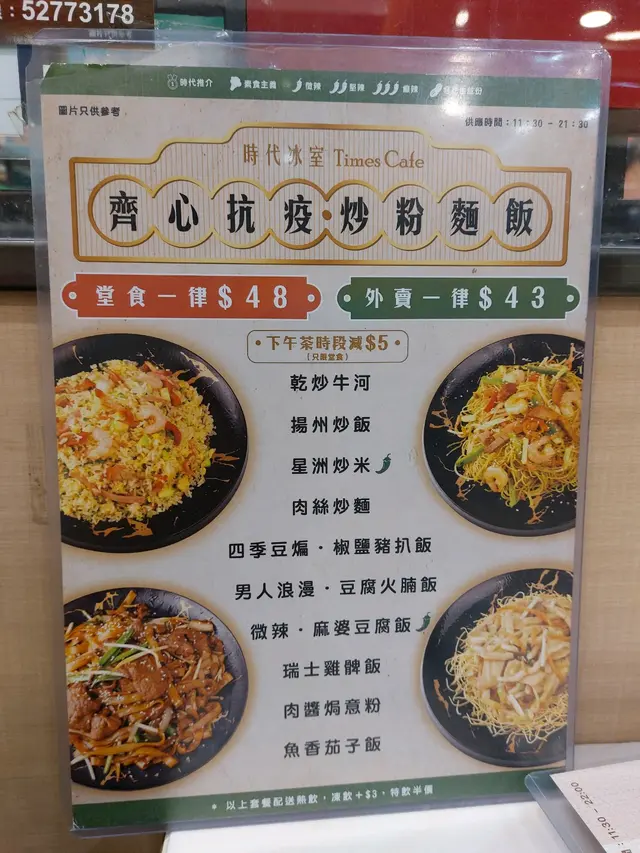 52773178
時代推介 素食主義 微辣 堅辣 癲辣
圖片只供參考
供應時間：11:30 - 21:30
時代冰室 Times Cafe
齊心抗疫·炒粉麵飯
堂食一律$48
外賣一律$43
·下午茶時段減$5·
(只限堂食)
乾炒牛河
揚州炒飯
星洲炒米
肉絲炒麵
四季豆煸·椒鹽豬扒飯
男人浪漫·豆腐火腩飯
微辣·麻婆豆腐飯
瑞士雞髀飯
肉醬焗意粉
魚香茄子飯
* 以上套餐配送熱飲，凍飲+$3、特飲半價
11:30 - 22:00